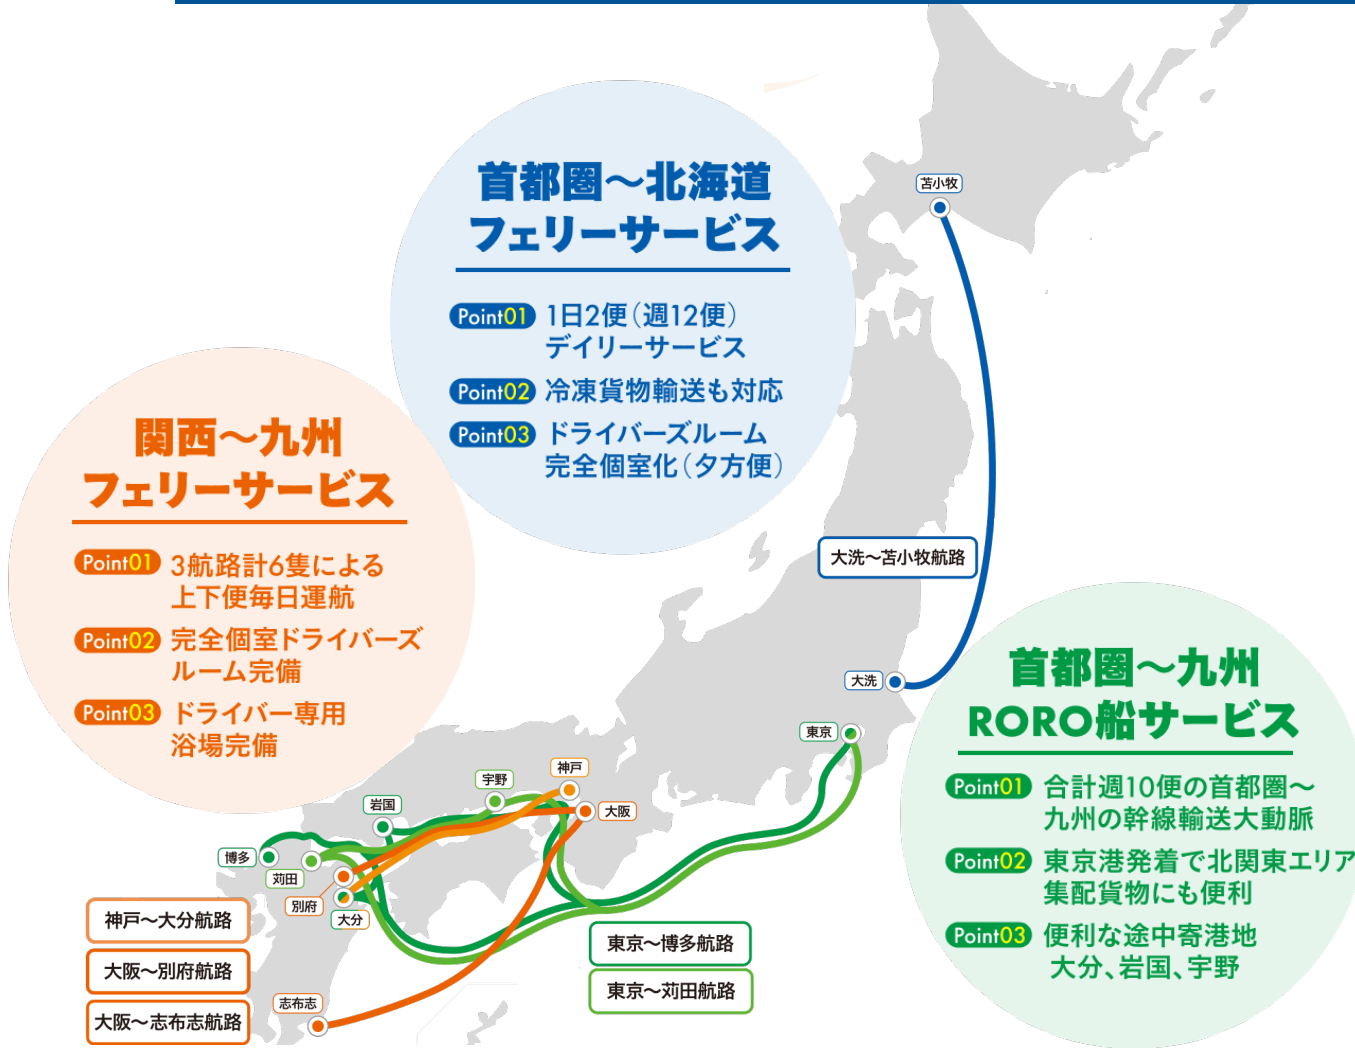 首都圏～北海道
フェリーサービス
Point01 1日2便（週12便）
デイリーサービス
Point02 冷凍貨物輸送も対応
Point03 ドライバーズルーム
完全個室化（夕方便）
関西～九州
フェリーサービス
Point01 3航路計6隻による
上下便毎日運航
Point02 完全個室ドライバーズ
ルーム完備
Point03 ドライバー専用
浴場完備
首都圏～九州
RORO船サービス
Point01 合計週10便の首都圏～
九州の幹線輸送大動脈
Point02 東京港発着で北関東エリア
集配貨物にも便利
Point03 便利な途中寄港地
大分、岩国、宇野
苫小牧
大洗～苫小牧航路
大洗
東京
神戸
宇野
大阪
岩国
博多
苅田
別府
大分
志布志
神戸～大分航路
大阪～別府航路
大阪～志布志航路
東京～博多航路
東京～苅田航路